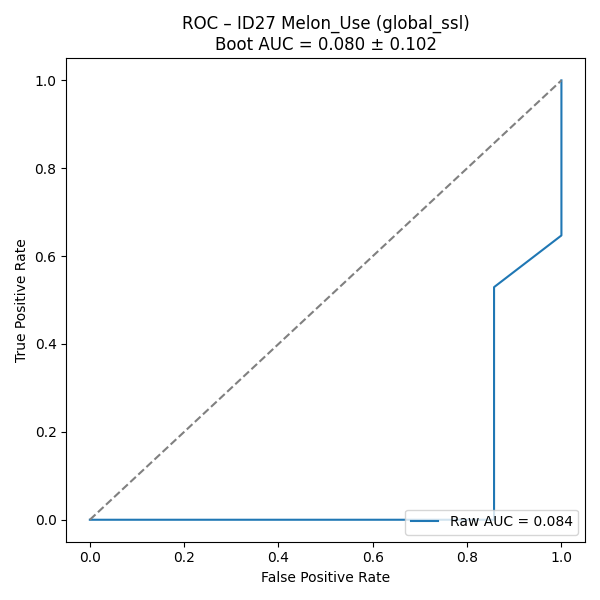 ROC – ID27 Melon_Use (global_ssl)
Boot AUC = 0.080 ± 0.102
1.0
0.8
0.6
0.4
0.2
0.0
True Positive Rate
Raw AUC = 0.084
0.0 0.2 0.4 0.6 0.8 1.0
False Positive Rate